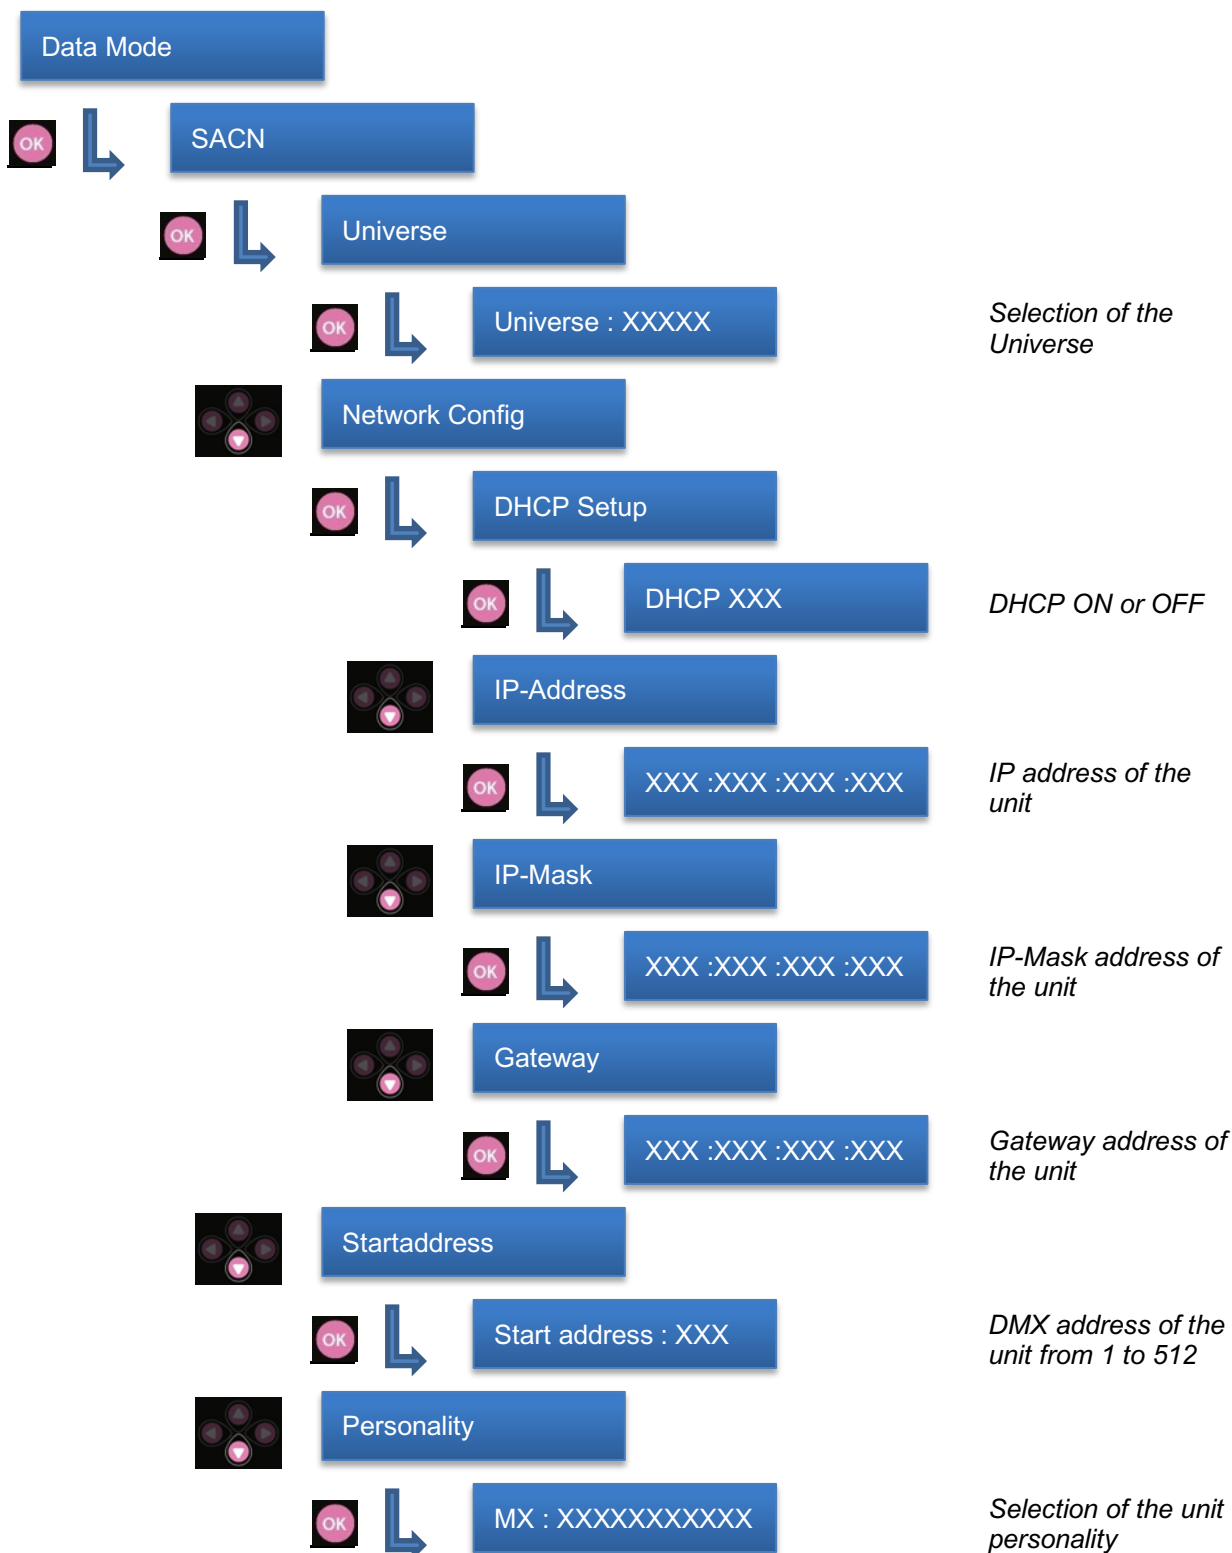 Data Mode
OK
SACN
OK
Universe
OK
Universe : XXXXX
Selection of the
Universe
Network Config
OK
DHCP Setup
OK
DHCP XXX
DHCP ON or OFF
IP-Address
OK
XXX :XXX :XXX :XXX
IP address of the
unit
IP-Mask
OK
XXX :XXX :XXX :XXX
IP-Mask address of
the unit
Gateway
OK
XXX :XXX :XXX :XXX
Gateway address of
the unit
Startaddress
OK
Start address : XXX
DMX address of the
unit from 1 to 512
Personality
OK
MX : XXXXXXXXXXX
Selection of the unit
personality